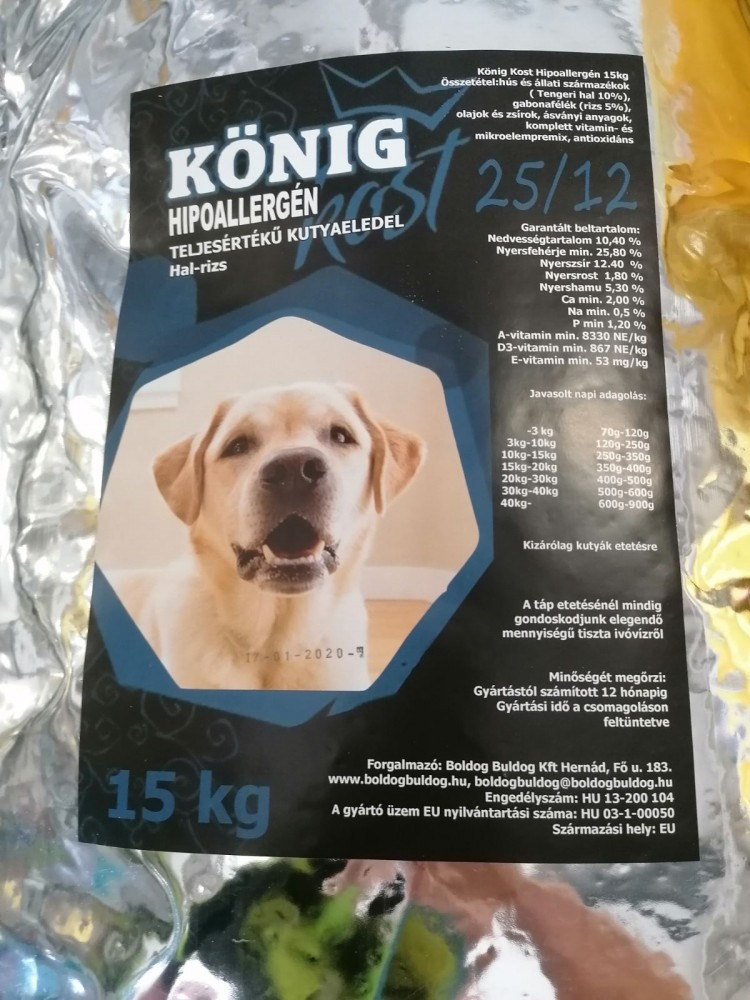 König Kost Hipoallergén 15kg
Összetétel:hús és állati származékok
( Tengeri hal 10%),
gabonafélék (rizs 5%),
olajok és zsírok, ásványi anyagok,
komplett vitamin- és
mikroelempremix, antioxidáns
KÖNIG
kost
HIPOALLERGÉN
TELJESÉRTÉKŰ KUTYAELEDEL
Hal-rizs
25/12
Garantált beltartalom:
Nedvességtartalom 10,40 %
Nyersfehérje min. 25,80 %
Nyerszsír 12.40 %
Nyersrost 1,80 %
Nyershamu 5,30 %
Ca min. 2,00 %
Na min. 0,5 %
P min 1,20 %
A-vitamin min. 8330 NE/kg
D3-vitamin min. 867 NE/kg
E-vitamin min. 53 mg/kg
Javasolt napi adagolás:
-3 kg 70g-120g
3kg-10kg 120g-250g
10kg-15kg 250g-350g
15kg-20kg 350g-400g
20kg-30kg 400g-500g
30kg-40kg 500g-600g
40kg- 600g-900g
Kizárólag kutyák etetésre
A táp etetésénél mindig
gondoskodjunk elegendő
mennyiségű tiszta ivóvízről
17-01-2020-
Minőségét megőrzi:
Gyártástól számított 12 hónapig
Gyártási idő a csomagoláson
feltüntetve
15 kg
Forgalmazó: Boldog Buldog Kft Hernád, Fő u. 183.
www.boldogbuldog.hu, boldogbuldog@boldogbuldog.hu
Engedélyszám: HU 13-200 104
A gyártó üzem EU nyilvántartási száma: HU 03-1-00050
Származási hely: EU